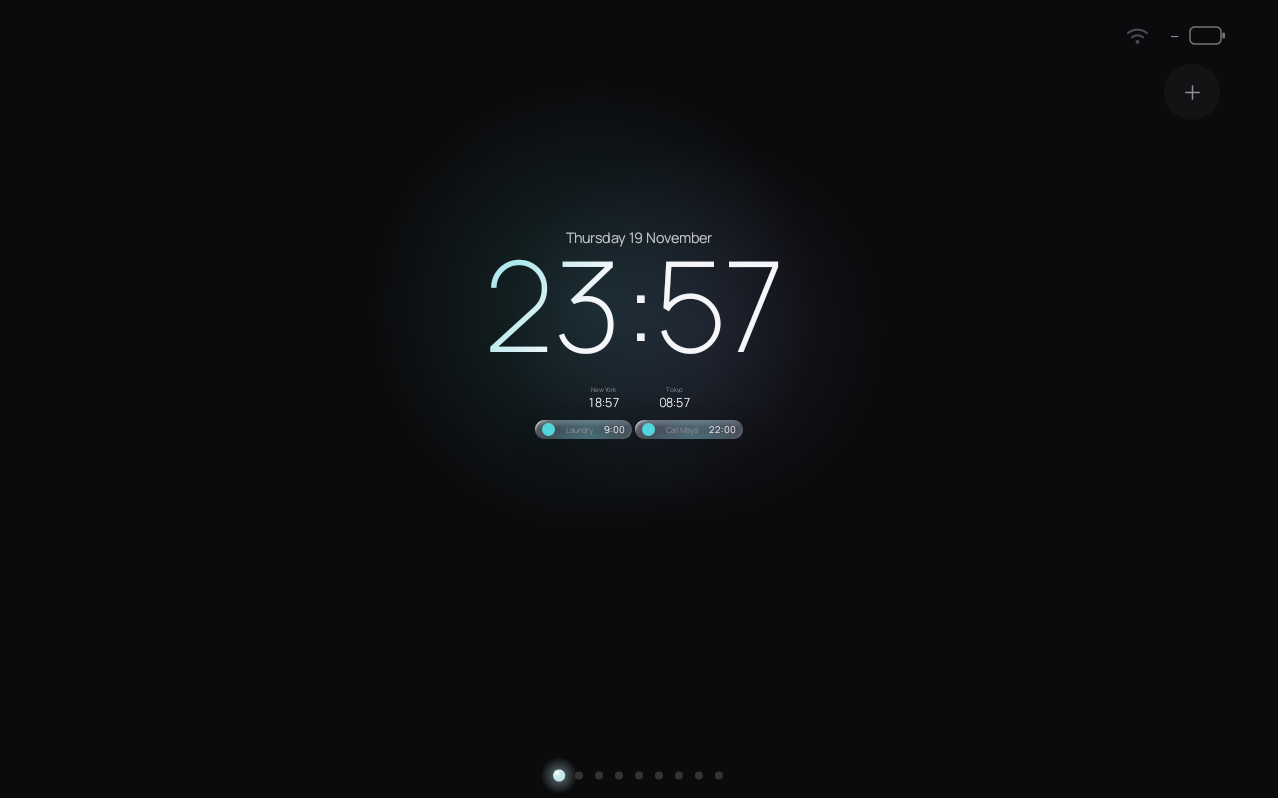 –
Thursday 19 November
23:57
New York Tokyo
18:57 08:57
Laundry 9:00 Call Maya 22:00